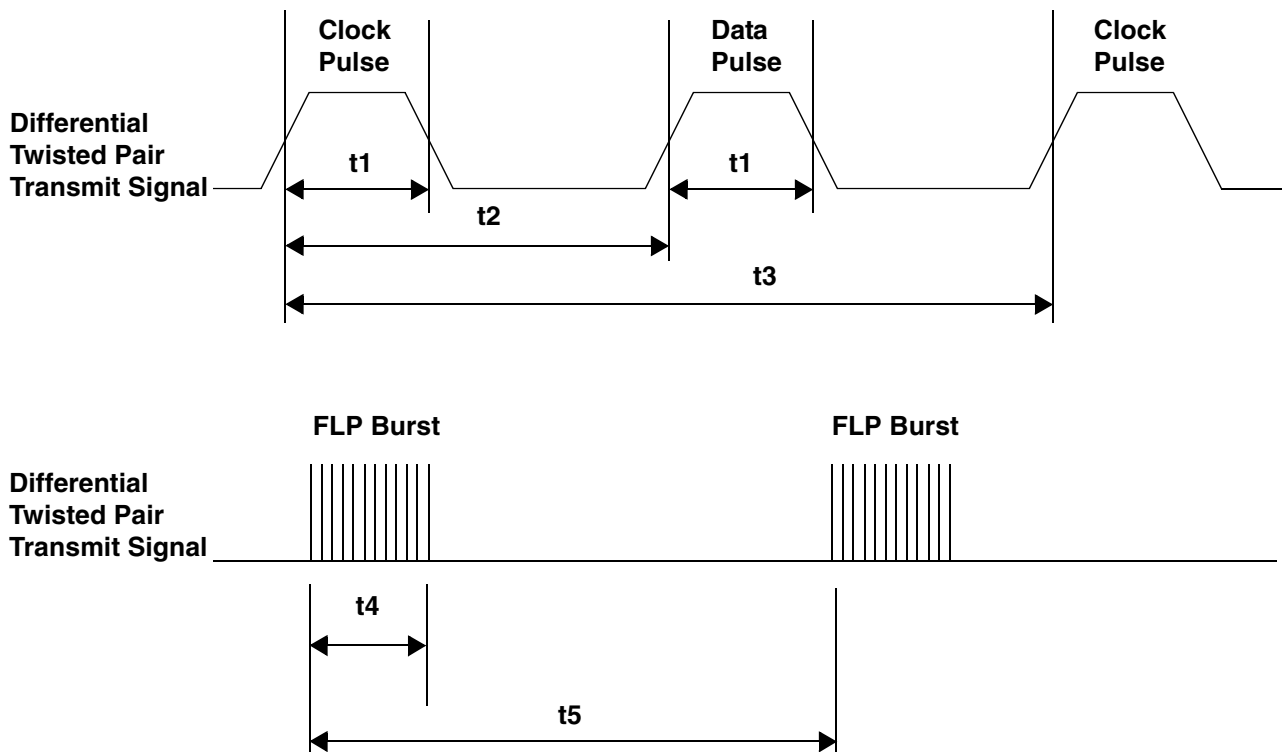 Clock
Pulse
Data
Pulse
Clock
Pulse
Differential
Twisted Pair
Transmit Signal
t1
t1
t2
t3
FLP Burst
FLP Burst
Differential
Twisted Pair
Transmit Signal
t4
t5